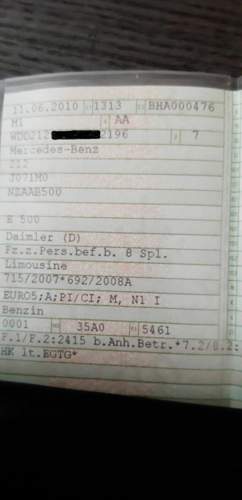 11.06.2010 1313 BHA000476
M1 AA
WDD212 2196 7
Mercedes-Benz
212
J071M0
NZAAB500
E 500
Daimler (D)
Fz.z.Pers.bef.b. 8 Spl.
Limousine
715/2007*692/2008A
EURO5;A;PI/CI; M, N1 I
Benzin
0001 35A0 5461
F.1/F.2:2415 b.Anh.Betr.*7.2/8.2:
HK lt.EGTG*